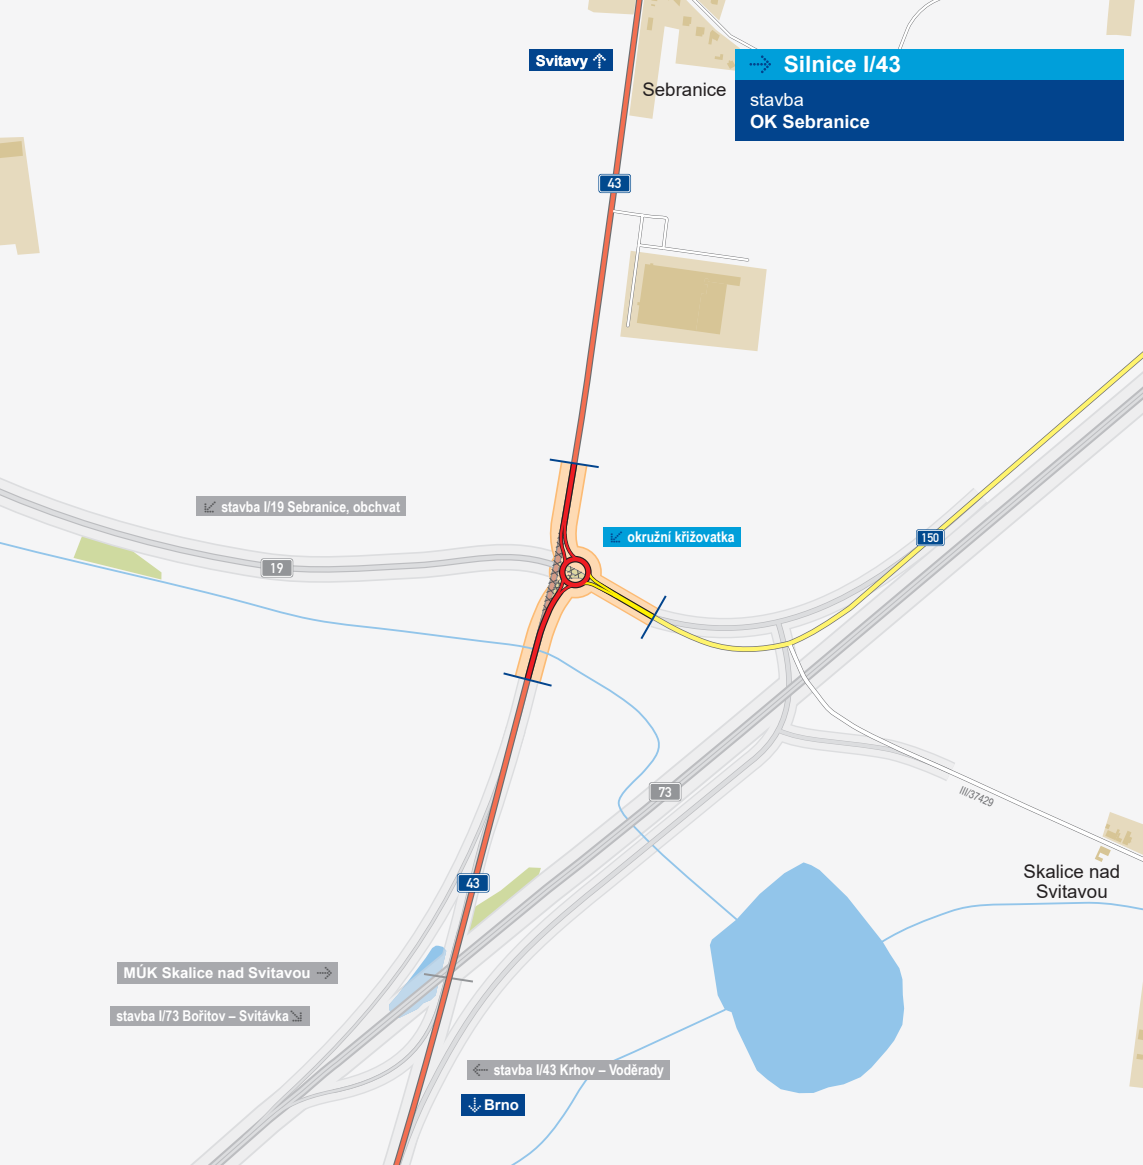 Svitavy
Silnice I/43
Sebranice
stavba
OK Sebranice
43
stavba I/19 Sebranice, obchvat
okružní křižovatka
150
19
73
III/37429
43
Skalice nad
Svitavou
MÚK Skalice nad Svitavou
stavba I/73 Bořitov – Svitávka
stavba I/43 Krhov – Voděrady
Brno